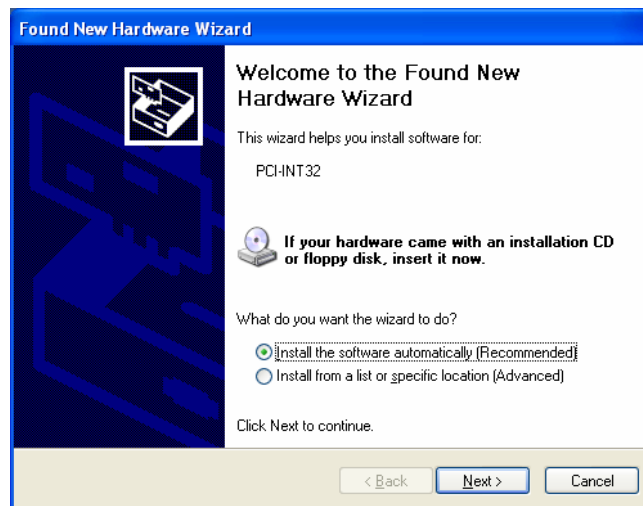 Found New Hardware Wizard
Welcome to the Found New
Hardware Wizard
This wizard helps you install software for:
PCI-INT32
If your hardware came with an installation CD
or floppy disk, insert it now.
What do you want the wizard to do?
Install the software automatically (Recommended)
Install from a list or specific location (Advanced)
Click Next to continue.
< Back
Next >
Cancel